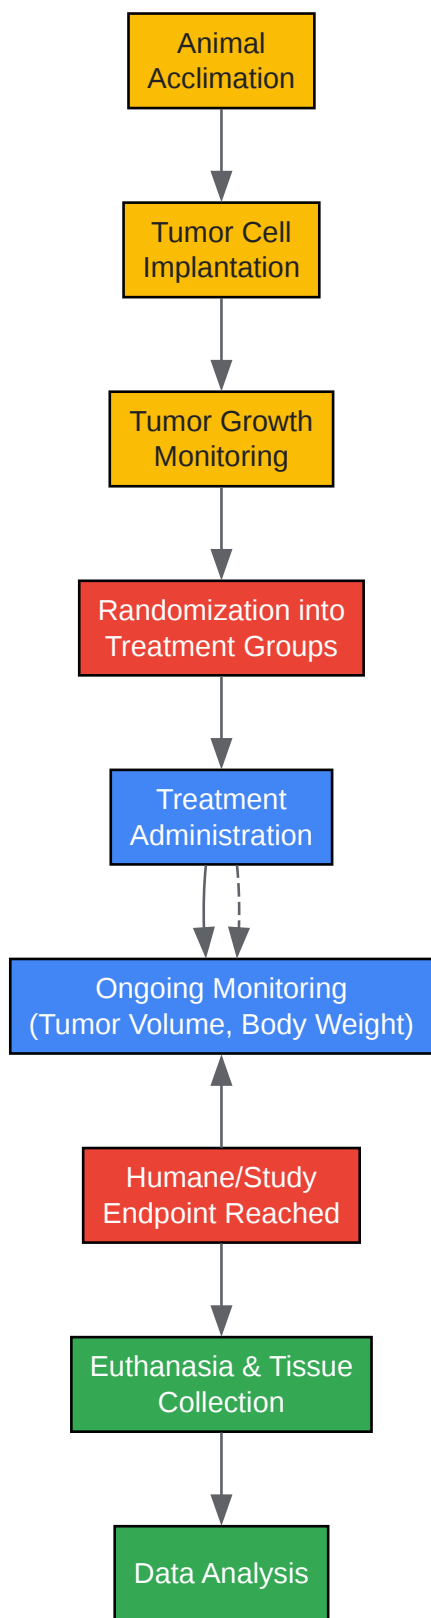 Animal
Acclimation
Tumor Cell
Implantation
Tumor Growth
Monitoring
Randomization into
Treatment Groups
Treatment
Administration
Ongoing Monitoring
(Tumor Volume, Body Weight)
Humane/Study
Endpoint Reached
Euthanasia & Tissue
Collection
Data Analysis